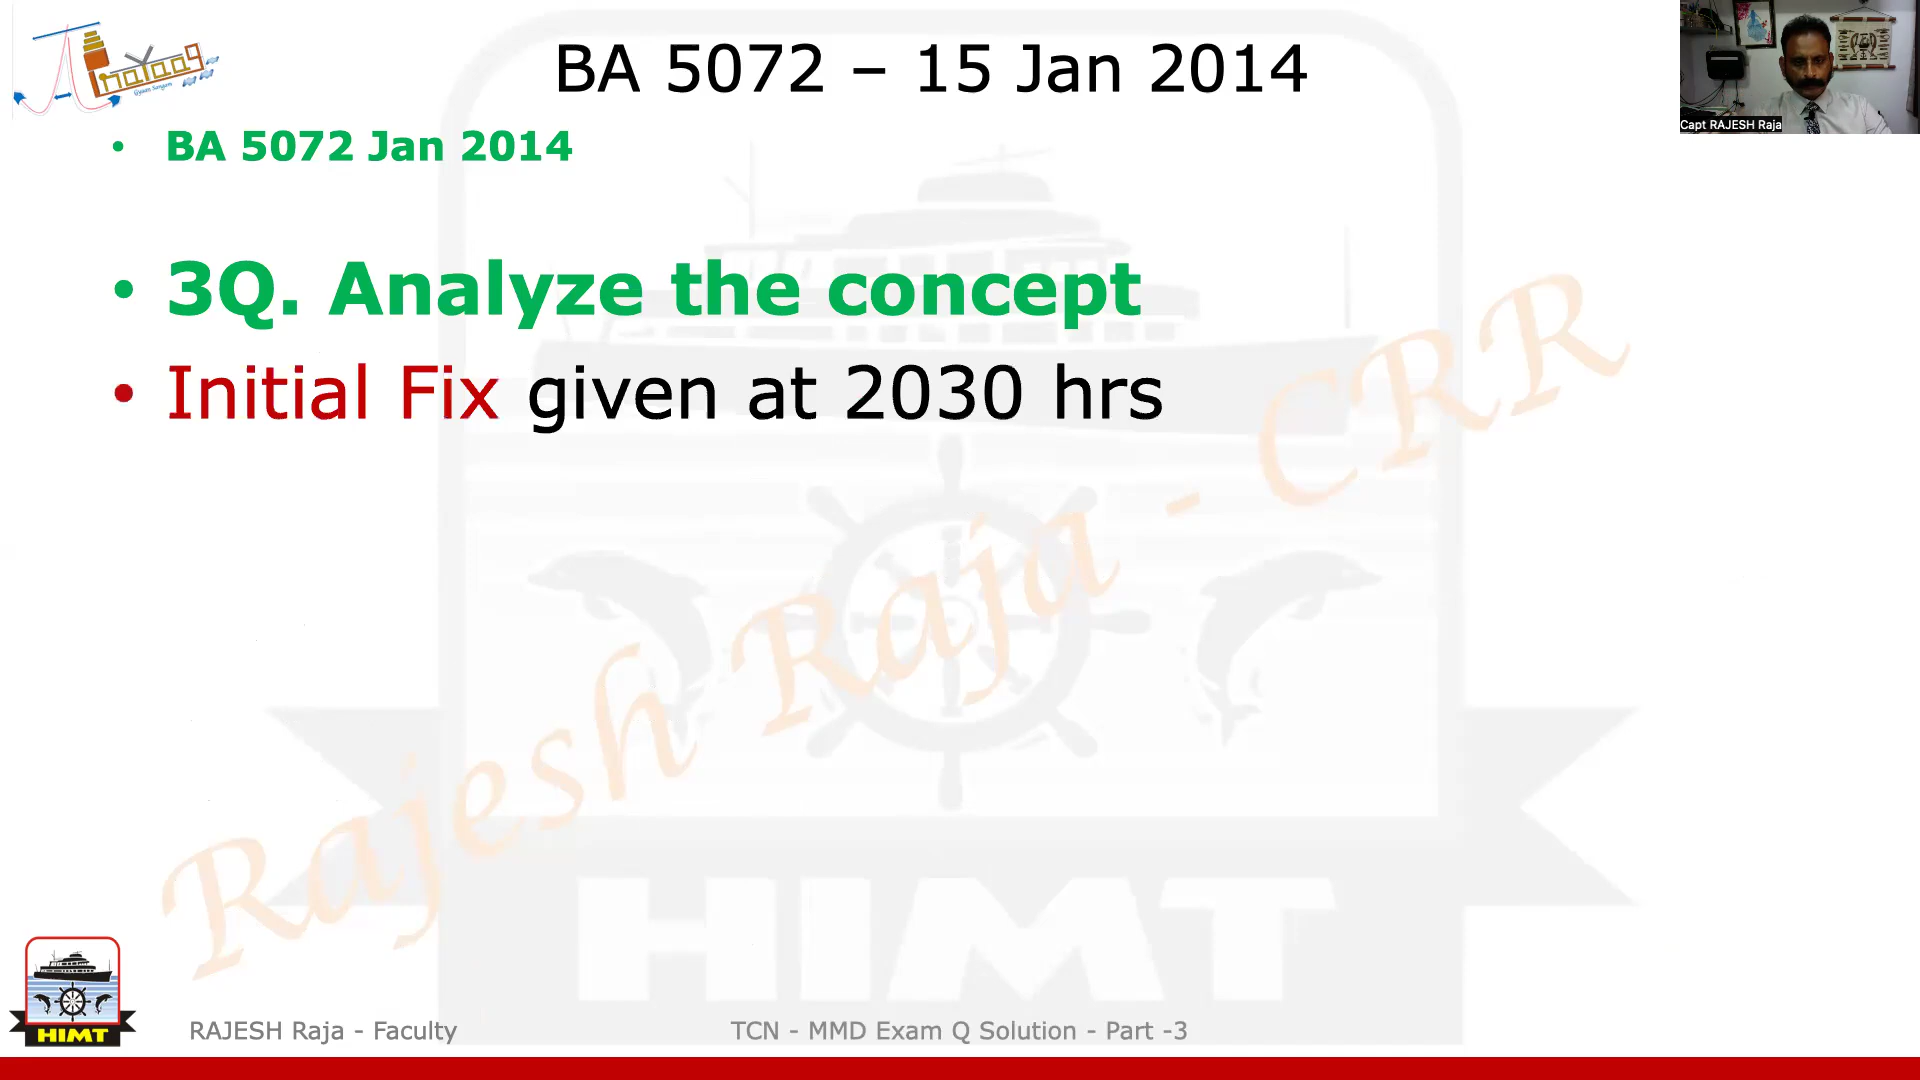 BA 5072 – 15 Jan 2014
Capt RAJESH Raja
• BA 5072 Jan 2014
• 3Q. Analyze the concept
• Initial Fix given at 2030 hrs
Rajesh Raja - CRR
HIMT
HIMT
RAJESH Raja - Faculty
TCN - MMD Exam Q Solution - Part -3